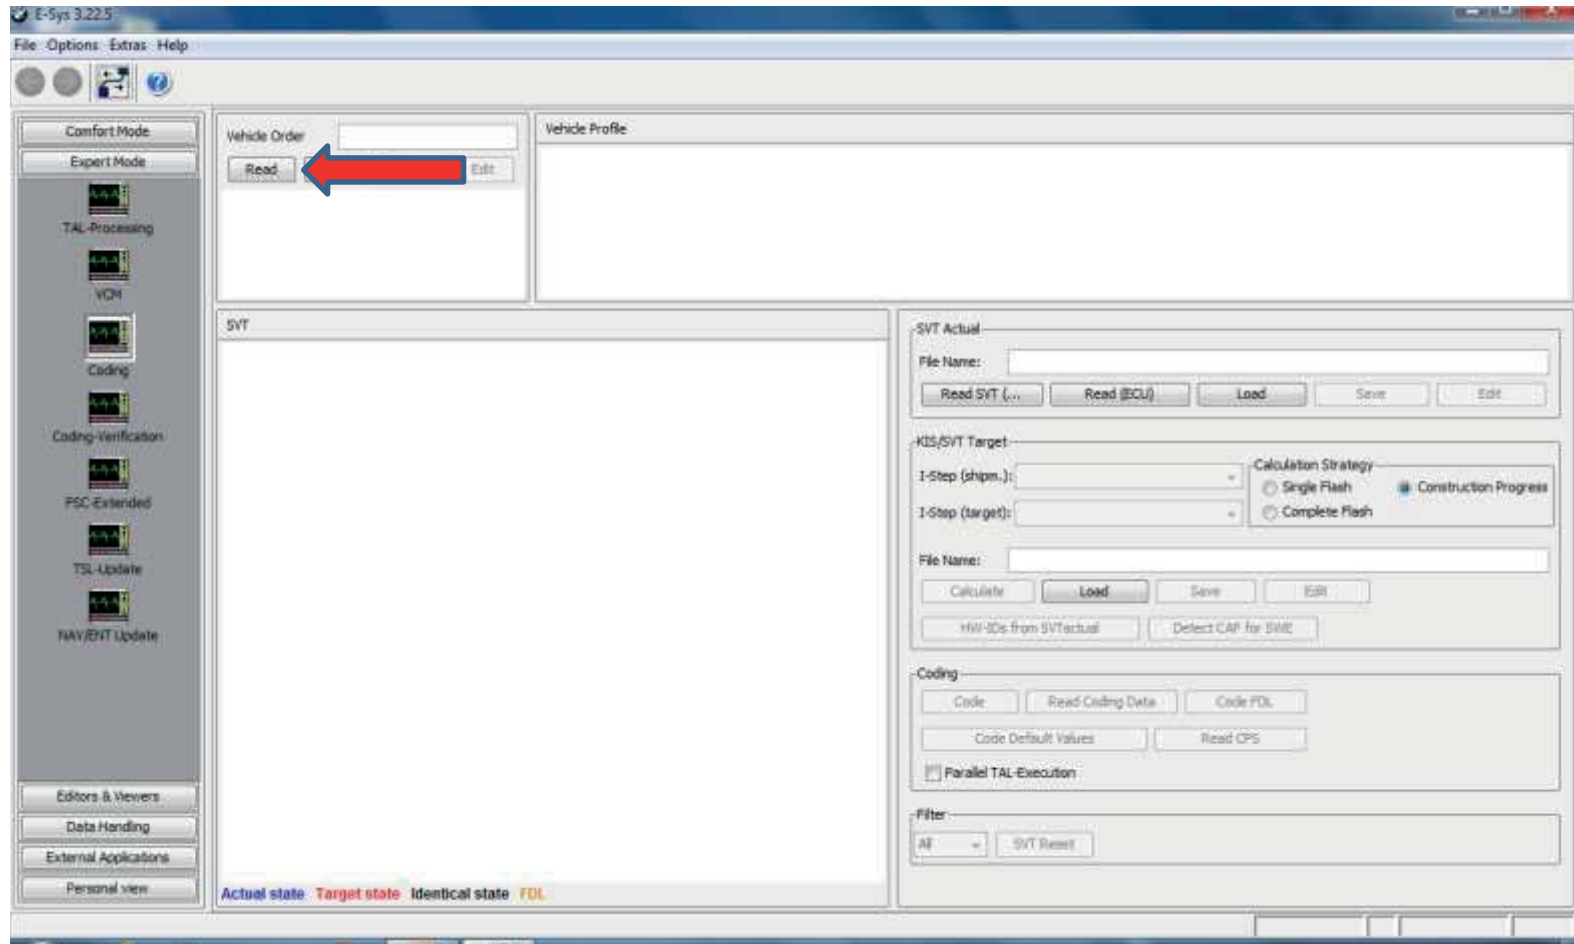 E-Sys 3.22.5
File Options Extras Help
Comfort Mode
Expert Mode
TAL-Processing
VCM
Coding
Coding-Verification
FSC-Extended
TSL-Update
NAV/ENT Update
Editors & Viewers
Data Handling
External Applications
Personal view
Vehicle Order
Read Edit
Vehicle Profile
SVT
Actual state Target state Identical state FDL
SVT Actual
File Name:
Read SVT (... Read (ECU) Load Save Edit
KIS/SVT Target
I-Step (shipm.):
I-Step (target):
Calculation Strategy
Single Flash Construction Progress
Complete Flash
File Name:
Calculate Load Save Edit
HW-IDs from SVTactual Detect CAF for SWE
Coding
Code Read Coding Data Code FDL
Code Default Values Read CPS
Parallel TAL-Execution
Filter
All SVT Reset